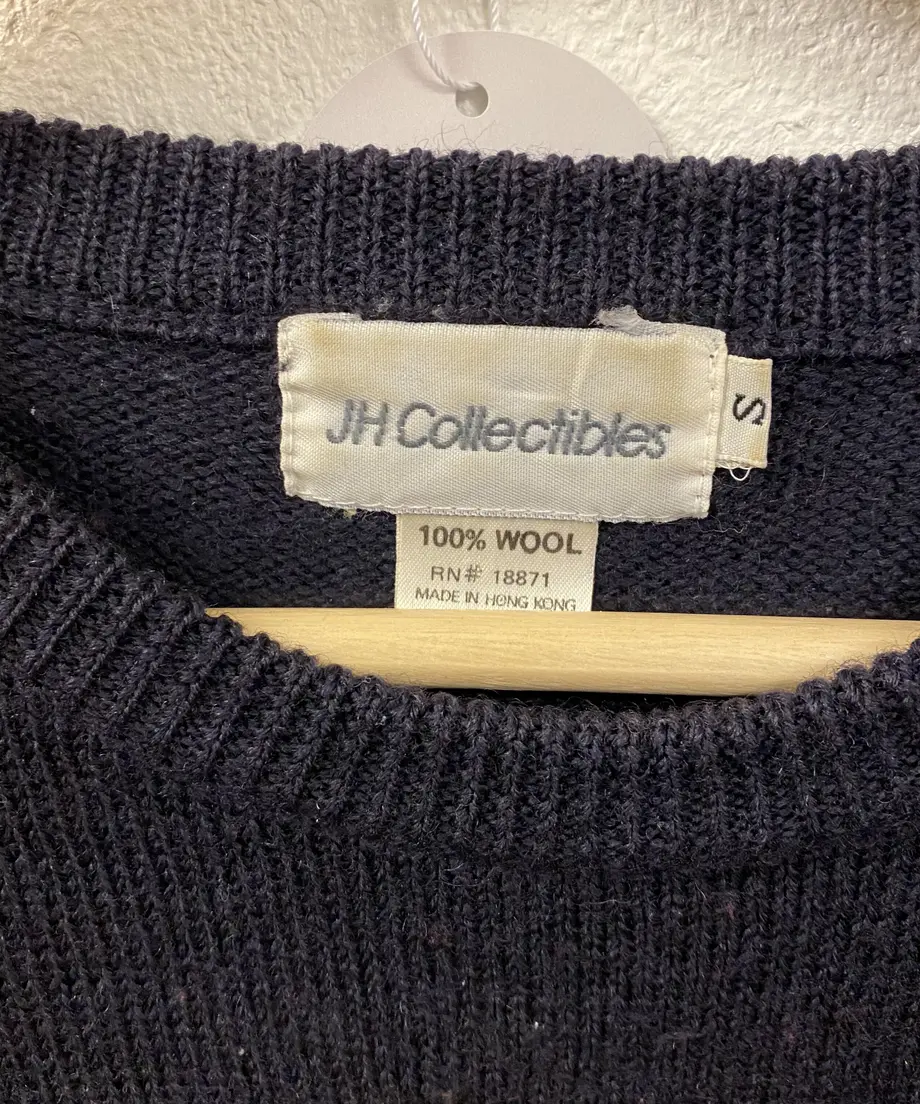 JH Collectibles
S
100% WOOL
RN# 18871
MADE IN HONG KONG